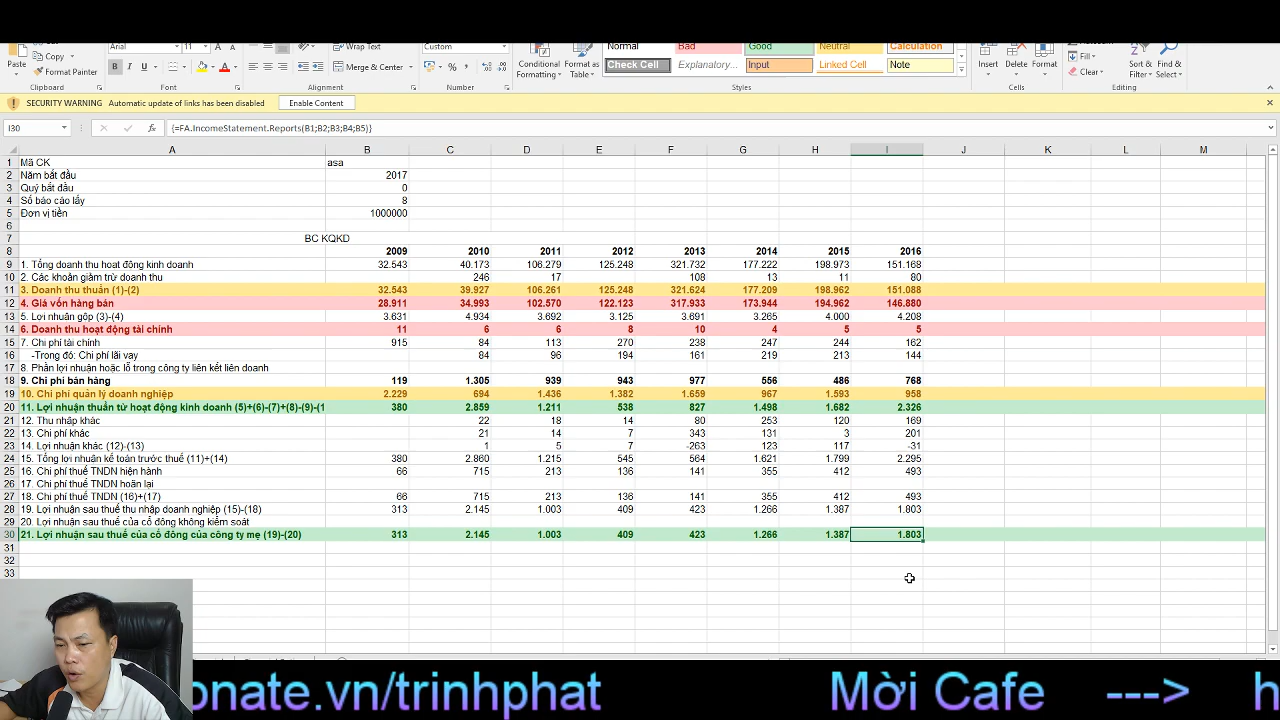 Paste
Copy
Format Painter
Clipboard
Arial
11
B I U
Font
Wrap Text
Merge & Center
Alignment
Custom
Number
Conditional Formatting
Format as Table
Normal Bad Good Neutral Calculation
Check Cell Explanatory... Input Linked Cell Note
Styles
Insert Delete Format
Cells
Fill
Clear
Sort & Filter
Find & Select
Editing
SECURITY WARNING Automatic update of links has been disabled Enable Content
I30 fx {=FA.IncomeStatement.Reports(B1;B2;B3;B4;B5)}
A B C D E F G H I J K L M
1 Mã CK asa
2 Năm bắt đầu 2017
3 Quý bắt đầu 0
4 Số báo cáo lấy 8
5 Đơn vị tiền 1000000
6
7 BC KQKD
8 2009 2010 2011 2012 2013 2014 2015 2016
9 1. Tổng doanh thu hoạt động kinh doanh 32.543 40.173 106.279 125.248 321.732 177.222 198.973 151.168
10 2. Các khoản giảm trừ doanh thu 246 17 108 13 11 80
11 3. Doanh thu thuần (1)-(2) 32.543 39.927 106.261 125.248 321.624 177.209 198.962 151.088
12 4. Giá vốn hàng bán 28.911 34.993 102.570 122.123 317.933 173.944 194.962 146.880
13 5. Lợi nhuận gộp (3)-(4) 3.631 4.934 3.692 3.125 3.691 3.265 4.000 4.208
14 6. Doanh thu hoạt động tài chính 11 6 6 8 10 4 5 5
15 7. Chi phí tài chính 915 84 113 270 238 247 244 162
16 -Trong đó: Chi phí lãi vay 84 96 194 161 219 213 144
17 8. Phần lợi nhuận hoặc lỗ trong công ty liên kết liên doanh
18 9. Chi phí bán hàng 119 1.305 939 943 977 556 486 768
19 10. Chi phí quản lý doanh nghiệp 2.229 694 1.436 1.382 1.659 967 1.593 958
20 11. Lợi nhuận thuần từ hoạt động kinh doanh (5)+(6)-(7)+(8)-(9)-(1 380 2.859 1.211 538 827 1.498 1.682 2.326
21 12. Thu nhập khác 22 18 14 80 253 120 169
22 13. Chi phí khác 21 14 7 343 131 3 201
23 14. Lợi nhuận khác (12)-(13) 1 5 7 -263 123 117 -31
24 15. Tổng lợi nhuận kế toán trước thuế (11)+(14) 380 2.860 1.215 545 564 1.621 1.799 2.295
25 16. Chi phí thuế TNDN hiện hành 66 715 213 136 141 355 412 493
26 17. Chi phí thuế TNDN hoãn lại
27 18. Chi phí thuế TNDN (16)+(17) 66 715 213 136 141 355 412 493
28 19. Lợi nhuận sau thuế thu nhập doanh nghiệp (15)-(18) 313 2.145 1.003 409 423 1.266 1.387 1.803
29 20. Lợi nhuận sau thuế của cổ đông không kiểm soát
30 21. Lợi nhuận sau thuế của cổ đông của công ty mẹ (19)-(20) 313 2.145 1.003 409 423 1.266 1.387 1.803
31
32
33
onate.vn/trinhphat Mời Cafe ---> h